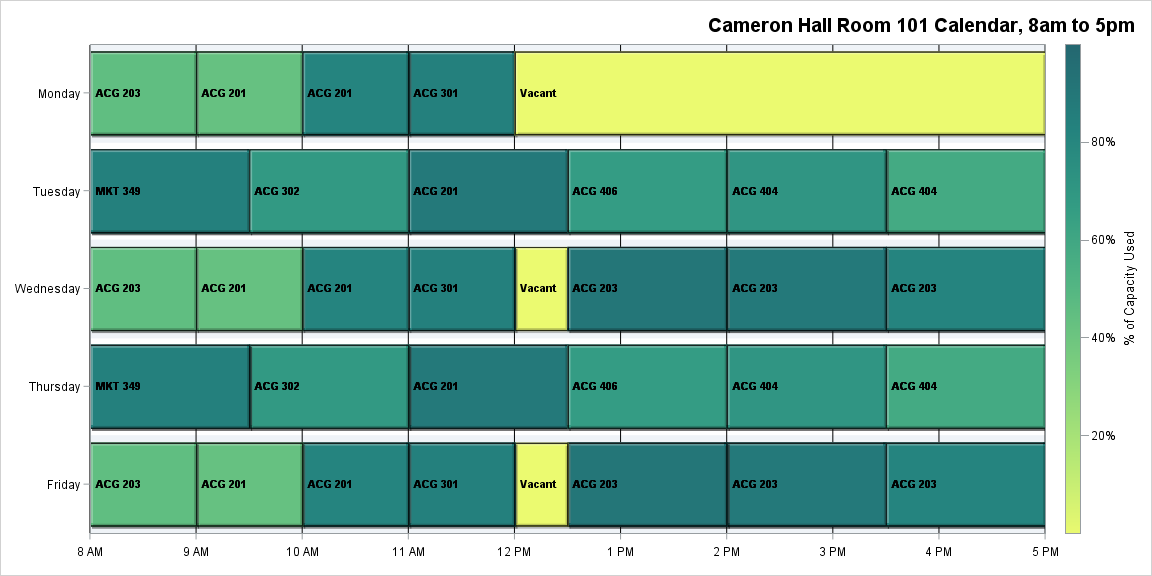 Cameron Hall Room 101 Calendar, 8am to 5pm
Monday
ACG 203
ACG 201
ACG 201
ACG 301
Vacant
Tuesday
MKT 349
ACG 302
ACG 201
ACG 406
ACG 404
ACG 404
Wednesday
ACG 203
ACG 201
ACG 201
ACG 301
Vacant
ACG 203
ACG 203
ACG 203
Thursday
MKT 349
ACG 302
ACG 201
ACG 406
ACG 404
ACG 404
Friday
ACG 203
ACG 201
ACG 201
ACG 301
Vacant
ACG 203
ACG 203
ACG 203
8 AM
9 AM
10 AM
11 AM
12 PM
1 PM
2 PM
3 PM
4 PM
5 PM
80%
60%
40%
20%
% of Capacity Used